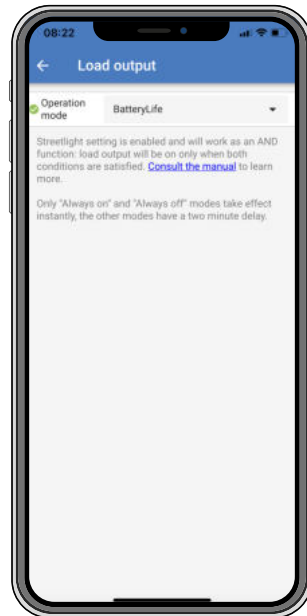 08:22
Load output
Operation
mode
BatteryLife
Streetlight setting is enabled and will work as an AND
function: load output will be on only when both
conditions are satisfied. Consult the manual to learn
more.
Only "Always on" and "Always off" modes take effect
instantly, the other modes have a two minute delay.